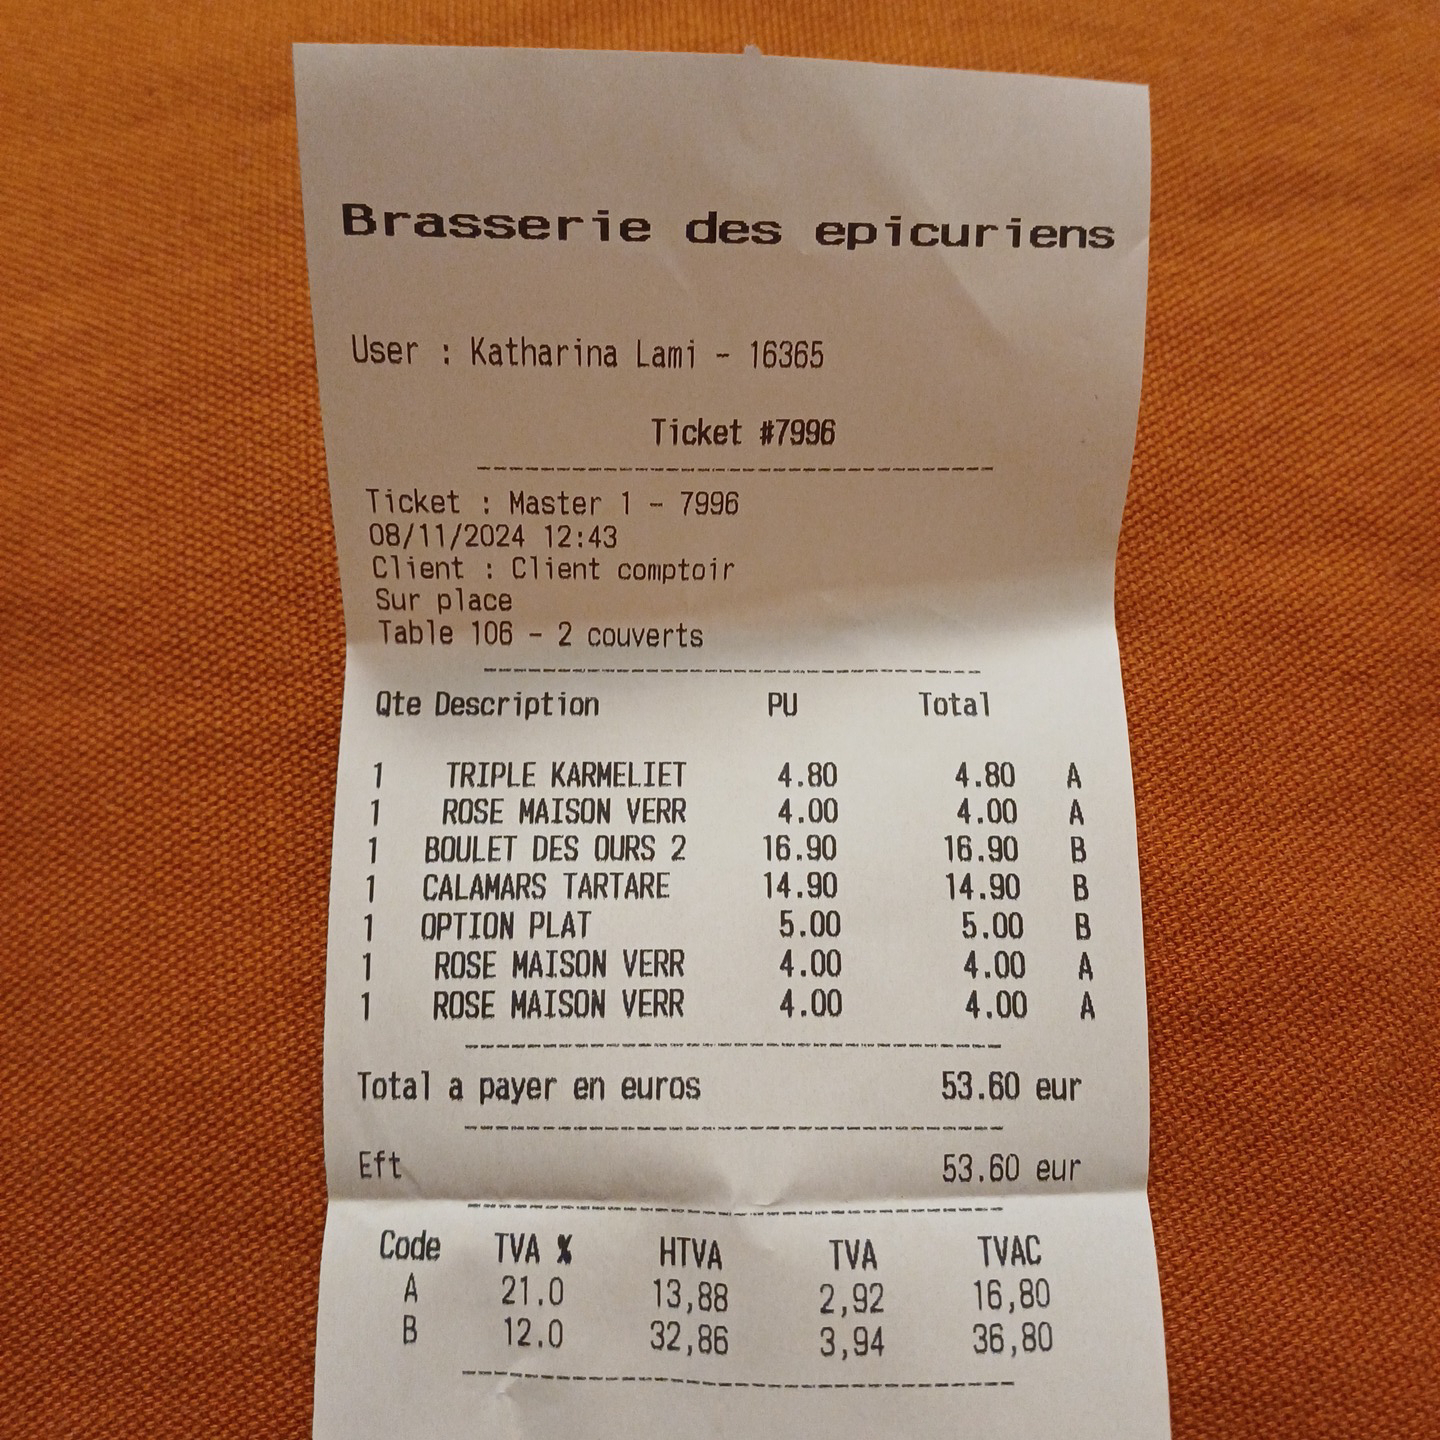 Brasserie des epicuriens
User : Katharina Lami - 16365
Ticket #7996
Ticket : Master 1 - 7996
08/11/2024 12:43
Client : Client comptoir
Sur place
Table 106 - 2 couverts
Qte Description PU Total
1 TRIPLE KARMELIET 4.80 4.80 A
1 ROSE MAISON VERR 4.00 4.00 A
1 BOULET DES OURS 2 16.90 16.90 B
1 CALAMARS TARTARE 14.90 14.90 B
1 OPTION PLAT 5.00 5.00 B
1 ROSE MAISON VERR 4.00 4.00 A
1 ROSE MAISON VERR 4.00 4.00 A
Total a payer en euros 53.60 eur
Eft 53.60 eur
Code TVA % HTVA TVA TVAC
A 21.0 13,88 2,92 16,80
B 12.0 32,86 3,94 36,80